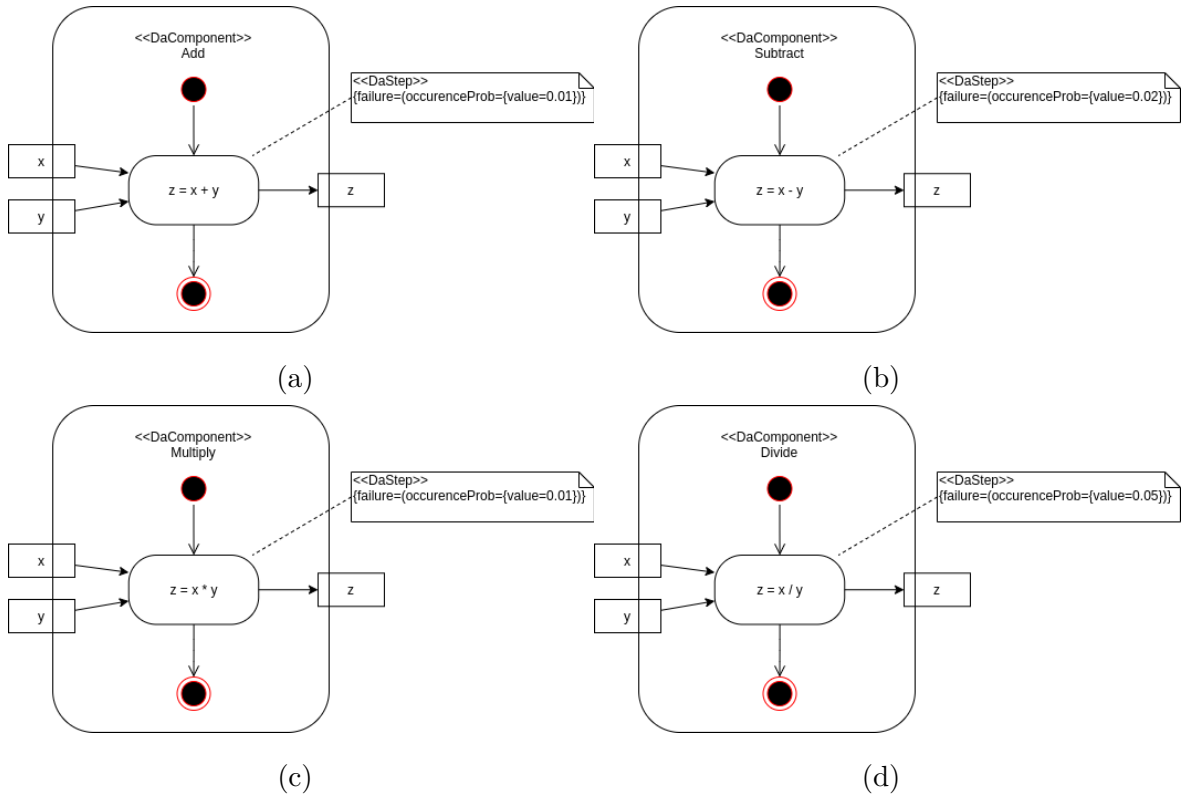 <<DaComponent>>
Add
<<DaStep>>
{failure=(occurenceProb={value=0.01})}
x
y
z = x + y
z
(a)
<<DaComponent>>
Subtract
<<DaStep>>
{failure=(occurenceProb={value=0.02})}
x
y
z = x - y
z
(b)
<<DaComponent>>
Multiply
<<DaStep>>
{failure=(occurenceProb={value=0.01})}
x
y
z = x * y
z
(c)
<<DaComponent>>
Divide
<<DaStep>>
{failure=(occurenceProb={value=0.05})}
x
y
z = x / y
z
(d)